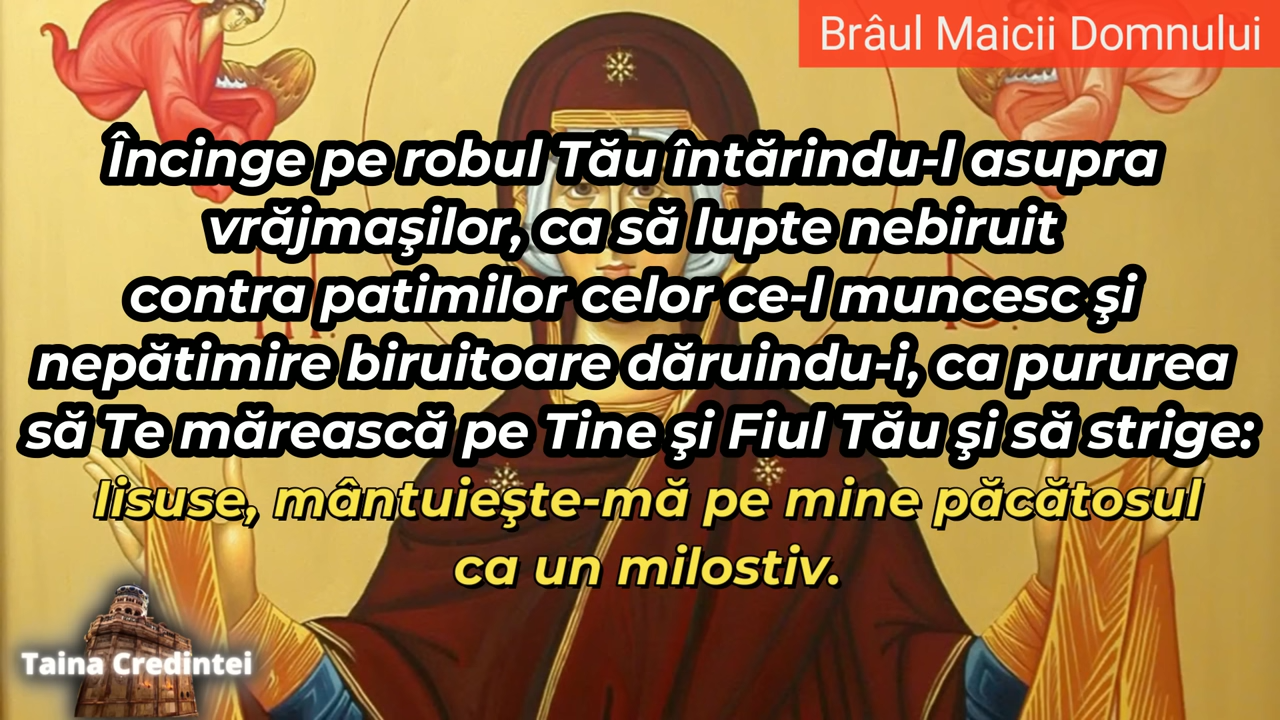 Brâul Maicii Domnului
Încinge pe robul Tău întărindu-l asupra
vrăjmaşilor, ca să lupte nebiruit
contra patimilor celor ce-l muncesc şi
nepătimire biruitoare dăruindu-i, ca pururea
să Te mărească pe Tine şi Fiul Tău şi să strige:
Iisuse, mântuieşte-mă pe mine păcătosul
ca un milostiv.
Taina Credintei